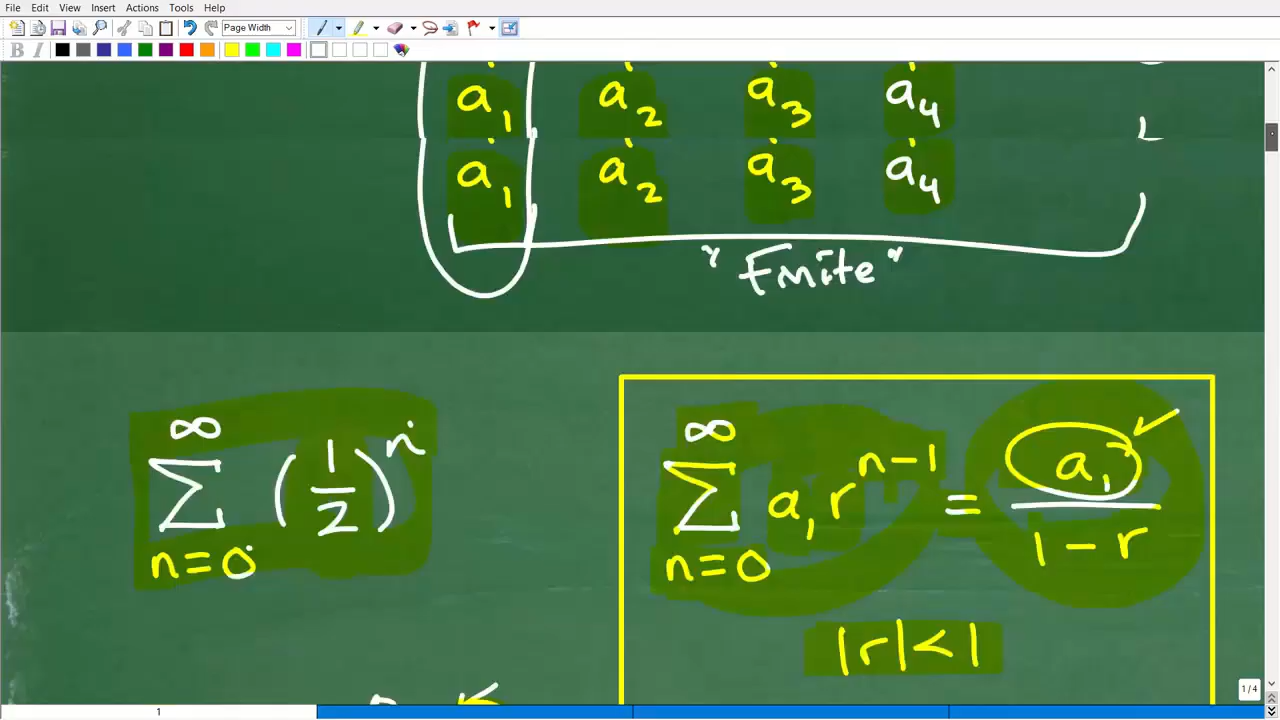 File Edit View Insert Actions Tools Help
Page Width
B I
a₁ a₂ a₃ a₄
a₁ a₂ a₃ a₄
"Finite"
∞ Σ n=0 (1/2)ⁿ
∞ Σ n=0 a₁rⁿ⁻¹ = a₁/1-r
|r|<1
1/4
1